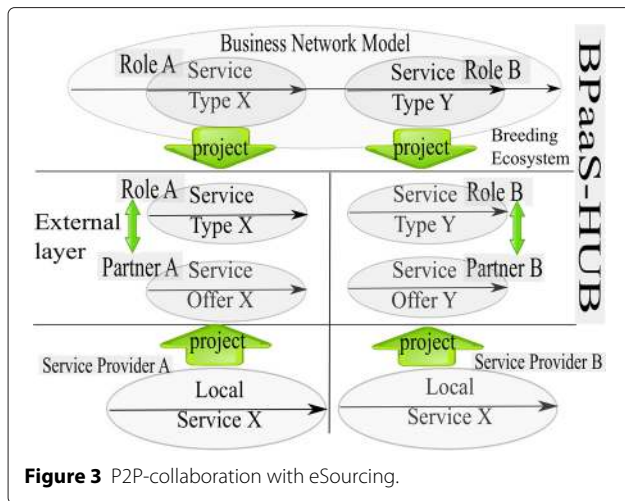 Business Network Model
Role A
Service
Type X
Service
Type Y
Role B
project
project
Breeding
Ecosystem
BPaaS-HUB
Role A
Service
Type X
Service
Type Y
Role B
External
layer
Partner A
Service
Offer X
Service
Offer Y
Partner B
project
project
Service Provider A
Service Provider B
Local
Service X
Local
Service X
Figure 3 P2P-collaboration with eSourcing.